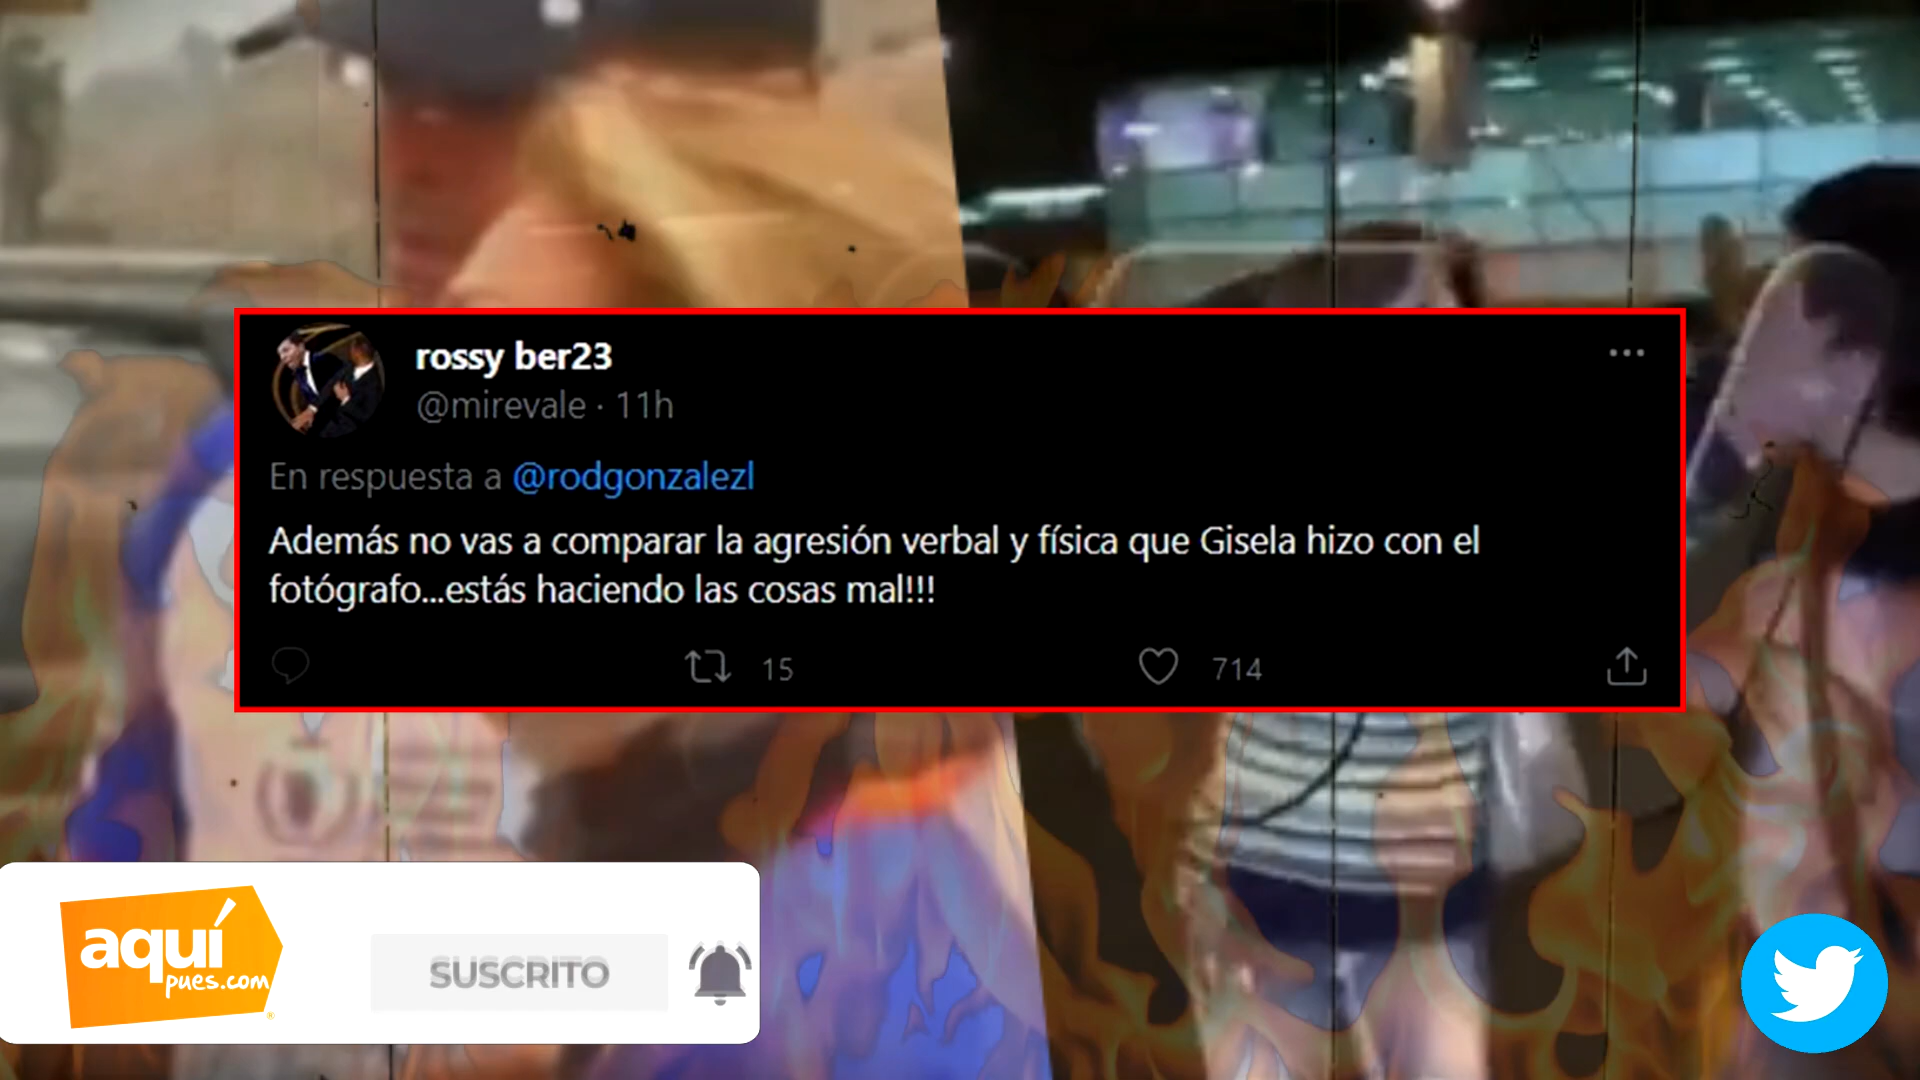 rossy ber23
@mirevale · 11h
En respuesta a @rodgonzalezl
Además no vas a comparar la agresión verbal y física que Gisela hizo con el
fotógrafo...estás haciendo las cosas mal!!!
15
714
aquí
pues.com
SUSCRITO